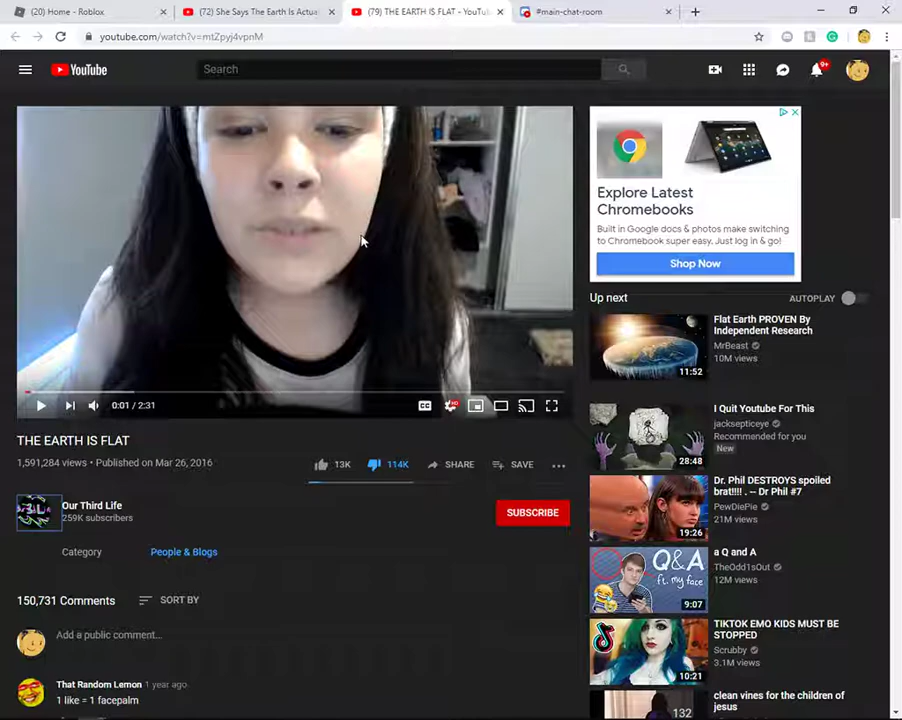 (20) Home - Roblox
(72) She Says The Earth Is Actua
(79) THE EARTH IS FLAT - YouTub
#main-chat-room
youtube.com/watch?v=mtZpyj4vpnM
YouTube
Search
9+
Explore Latest
Chromebooks
Built in Google docs & photos make switching
to Chromebook super easy. Just log in & go!
Shop Now
Up next
AUTOPLAY
Flat Earth PROVEN By
Independent Research
MrBeast
10M views
11:52
0:01 / 2:31
CC
HD
THE EARTH IS FLAT
1,591,284 views • Published on Mar 26, 2016
13K
114K
SHARE
SAVE
I Quit Youtube For This
jacksepticeye
Recommended for you
New
28:48
Our Third Life
259K subscribers
SUBSCRIBE
Dr. Phil DESTROYS spoiled
brat!!!! . -- Dr Phil #7
PewDiePie
21M views
19:26
Category
People & Blogs
a Q and A
TheOdd1sOut
12M views
Q&A
ft. my face
9:07
150,731 Comments
SORT BY
Add a public comment...
TIKTOK EMO KIDS MUST BE
STOPPED
Scrubby
3.1M views
10:21
That Random Lemon 1 year ago
1 like = 1 facepalm
clean vines for the children of
jesus
132